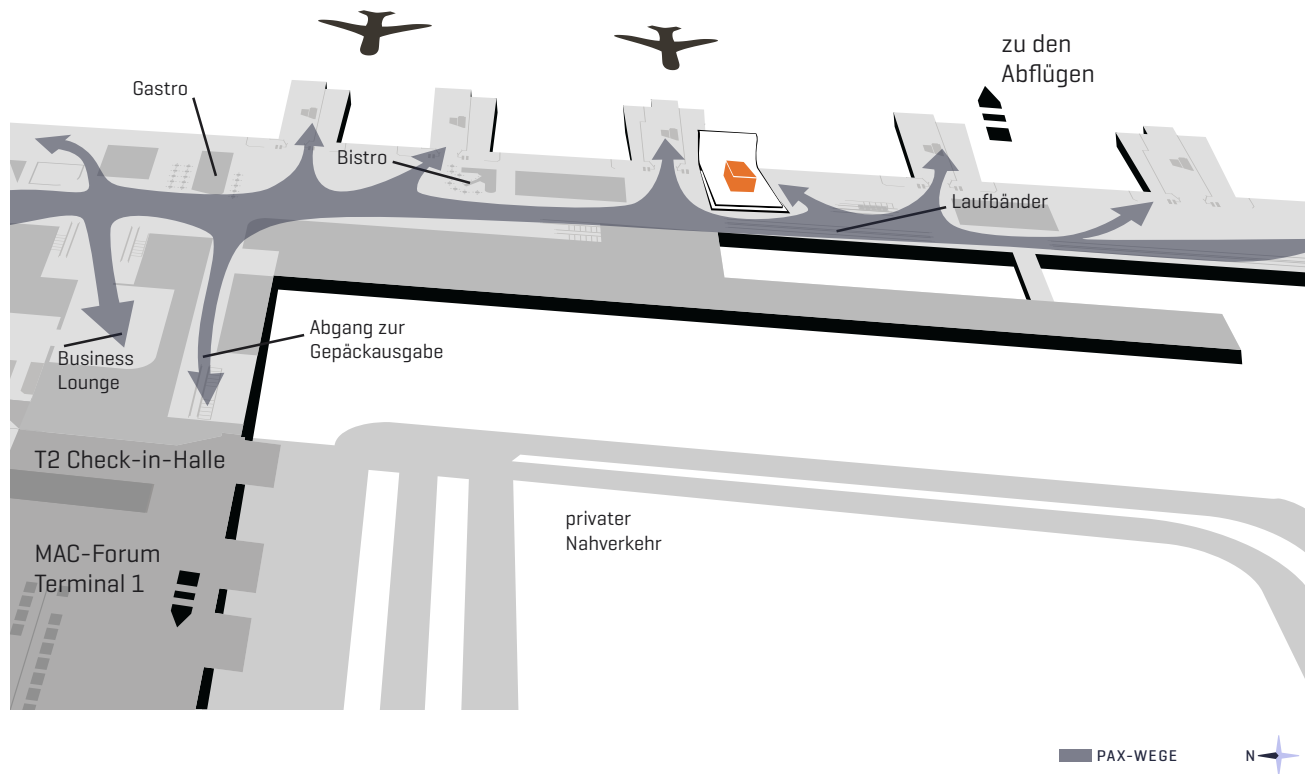 zu den
Abflügen
Gastro
Bistro
Laufbänder
Abgang zur
Gepäckausgabe
Business
Lounge
T2 Check-in-Halle
privater
Nahverkehr
MAC-Forum
Terminal 1
PAX-WEGE
N